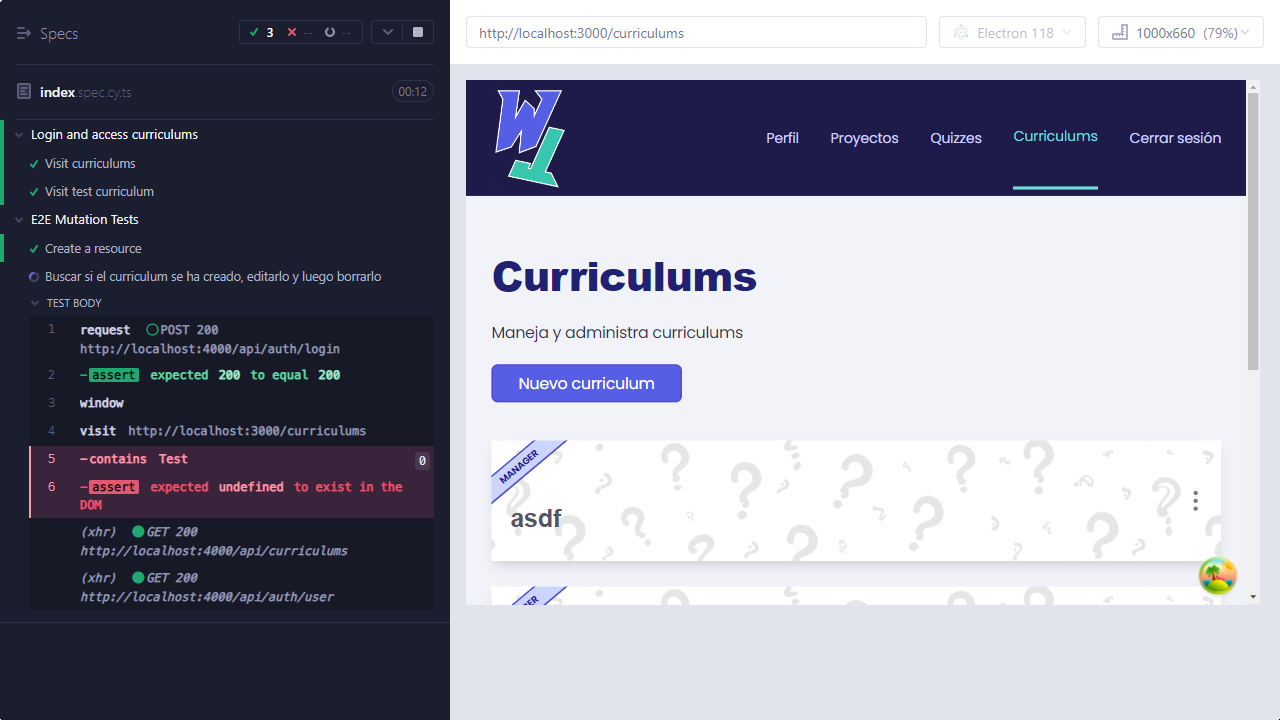 Specs
3 -- --
index.spec.cy.ts 00:12
Login and access curriculums
Visit curriculums
Visit test curriculum
E2E Mutation Tests
Create a resource
Buscar si el curriculum se ha creado, editarlo y luego borrarlo
TEST BODY
1 request POST 200
http://localhost:4000/api/auth/login
2 -assert expected 200 to equal 200
3 window
4 visit http://localhost:3000/curriculums
5 -contains Test 0
6 -assert expected undefined to exist in the
DOM
(xhr) GET 200
http://localhost:4000/api/curriculums
(xhr) GET 200
http://localhost:4000/api/auth/user
http://localhost:3000/curriculums
Electron 118
1000x660 (79%)
Perfil Proyectos Quizzes Curriculums Cerrar sesión
Curriculums
Maneja y administra curriculums
Nuevo curriculum
MANAGER
asdf